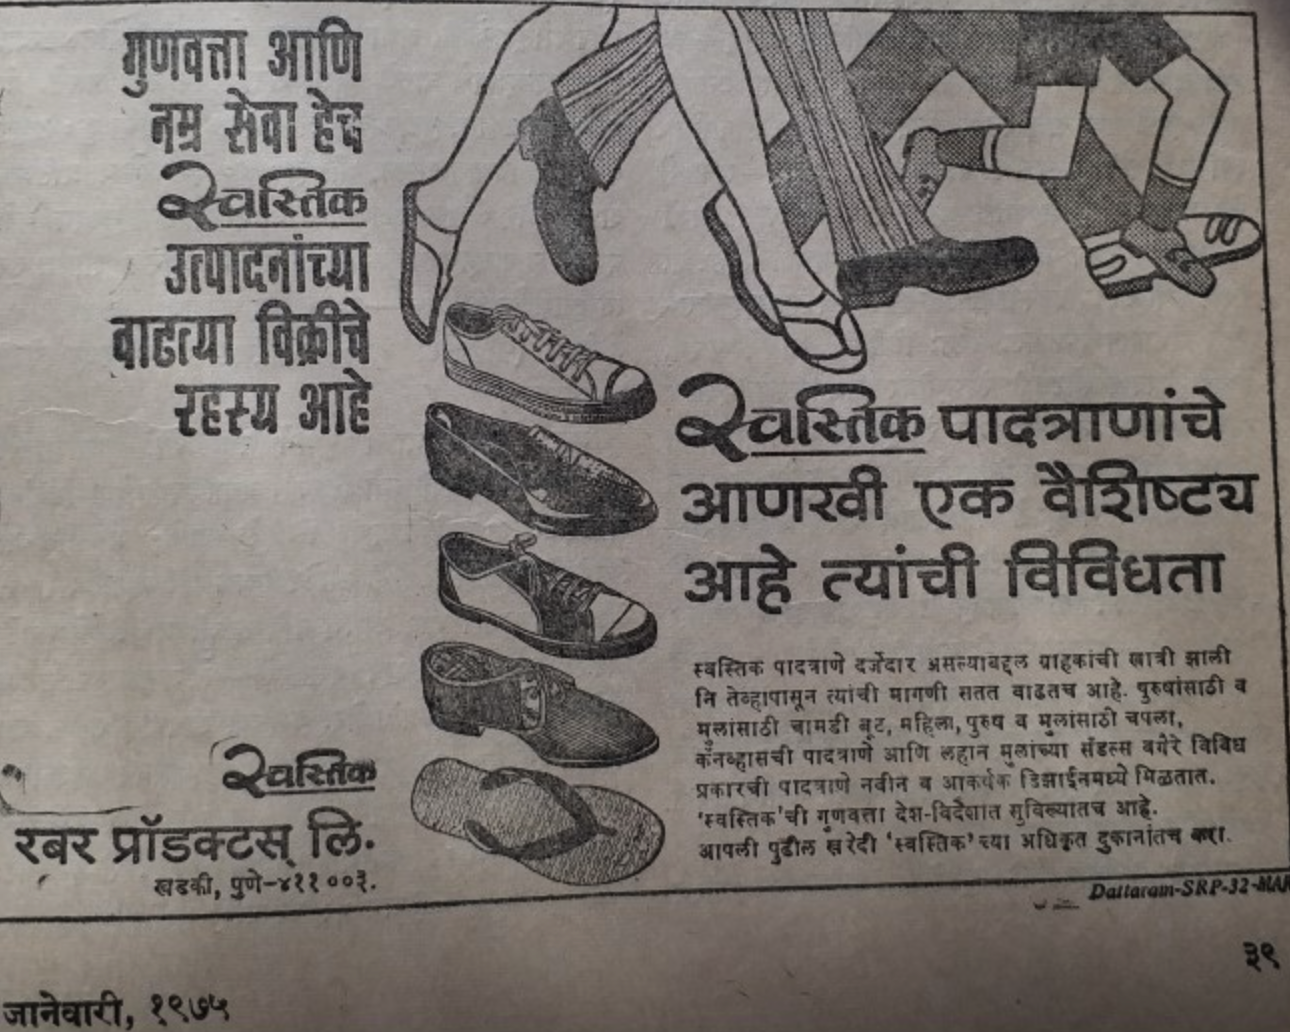 गुणवत्ता आणि
नम्र सेवा हेच
स्वस्तिक
उत्पादनांच्या
वाढत्या विक्रीचे
रहस्य आहे
स्वस्तिक पादत्राणांचे
आणखी एक वैशिष्ट्य
आहे त्यांची विविधता
स्वस्तिक पादत्राणे दर्जेदार असल्याबद्दल ग्राहकांची खात्री झाली
नि तेव्हापासून त्यांची मागणी सतत वाढतच आहे. पुरुषांसाठी व
मुलांसाठी चामडी बूट, महिला, पुरुष व मुलांसाठी चपला,
कॅनव्हासची पादत्राणे आणि लहान मुलांच्या सँडल्स वगैरे विविध
प्रकारची पादत्राणे नवीन व आकर्षक डिझाईनमध्ये मिळतात.
'स्वस्तिक'ची गुणवत्ता देश-विदेशात सुविख्यातच आहे.
आपली पुढील खरेदी 'स्वस्तिक'च्या अधिकृत दुकानांतच करा.
स्वस्तिक
रबर प्रॉडक्टस् लि.
खडकी, पुणे-४११ ००३.
Dattaram-SRP-32-MAR
३९
जानेवारी, १९७५